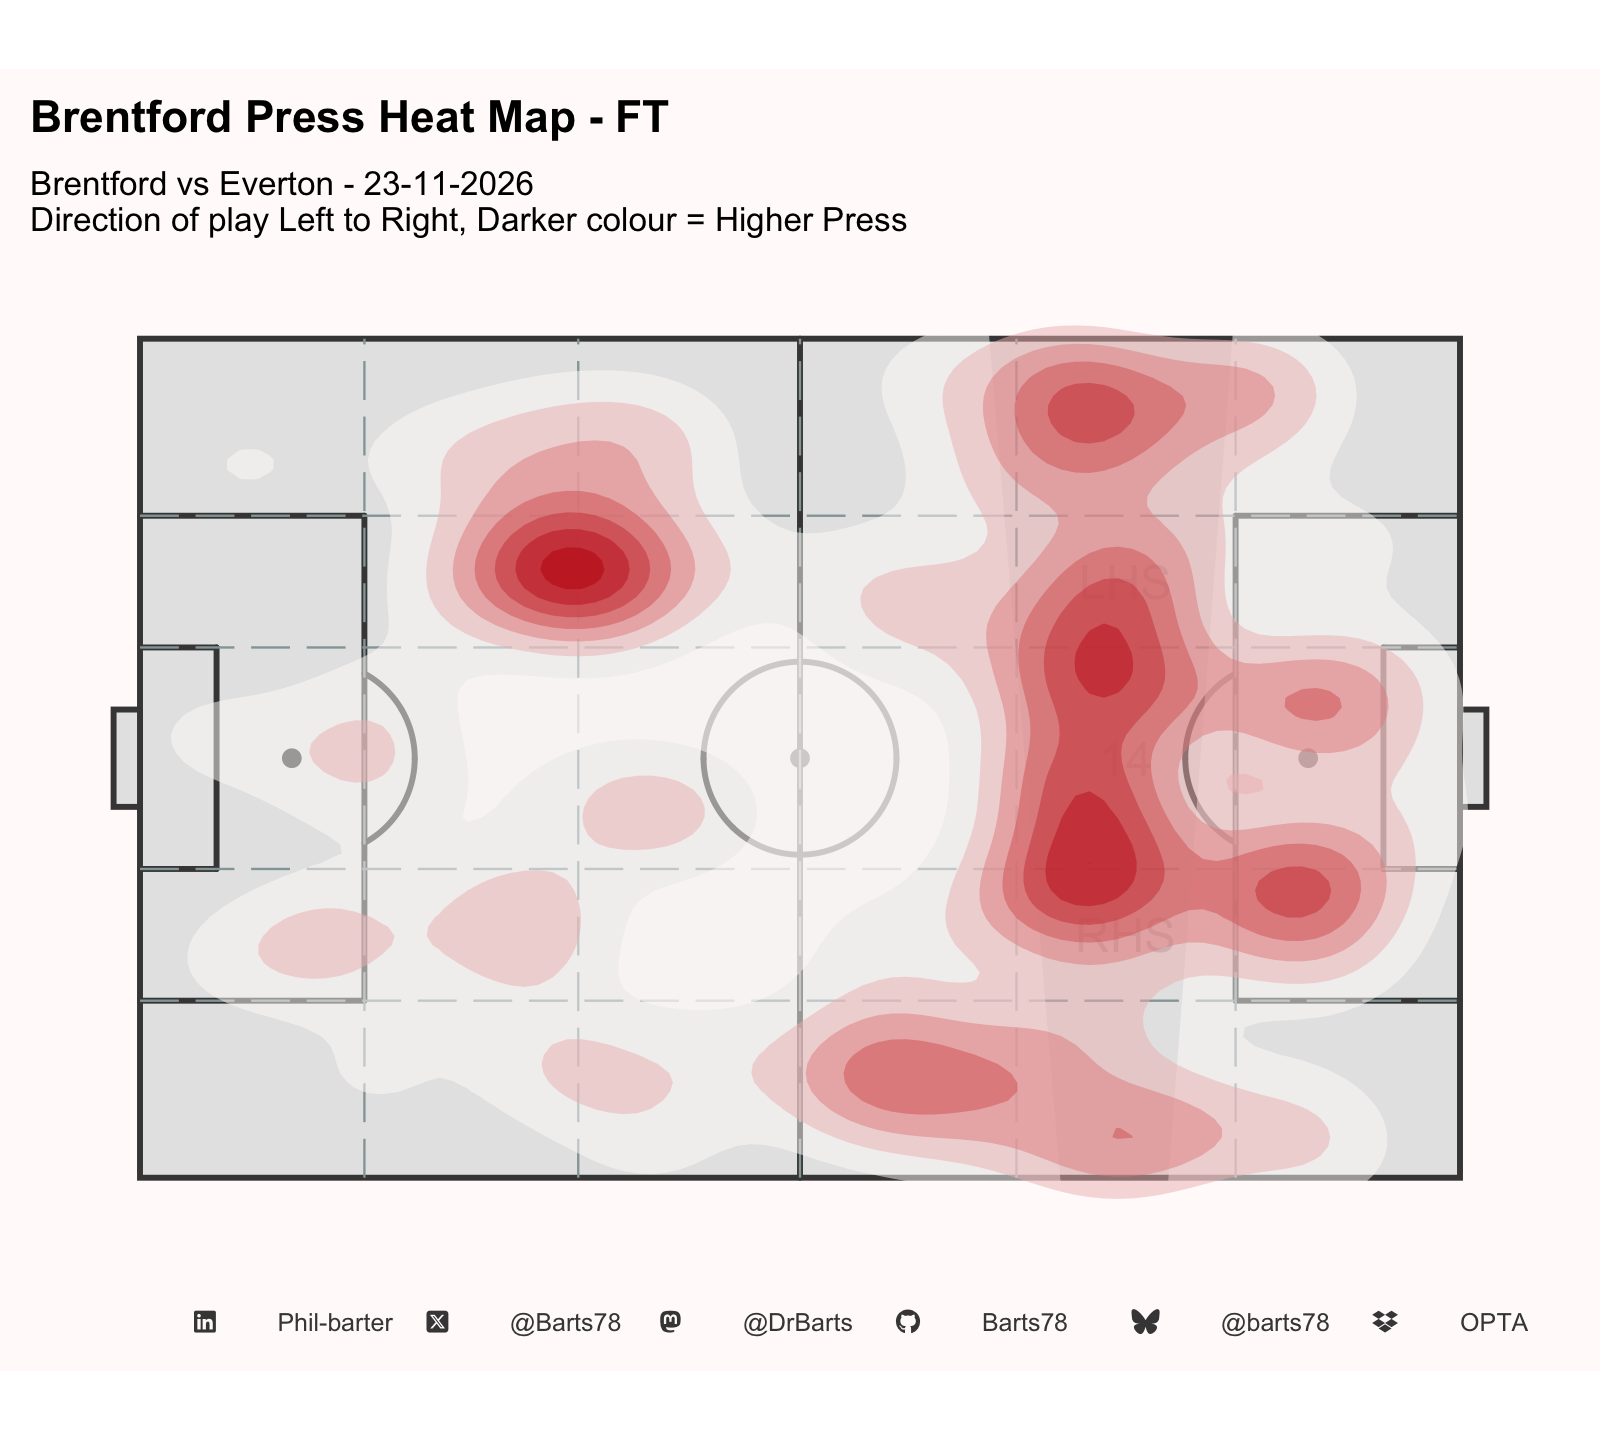 Brentford Press Heat Map - FT
Brentford vs Everton - 23-11-2026
Direction of play Left to Right, Darker colour = Higher Press
LHS
14
RHS
Phil-barter @Barts78 @DrBarts Barts78 @barts78 OPTA